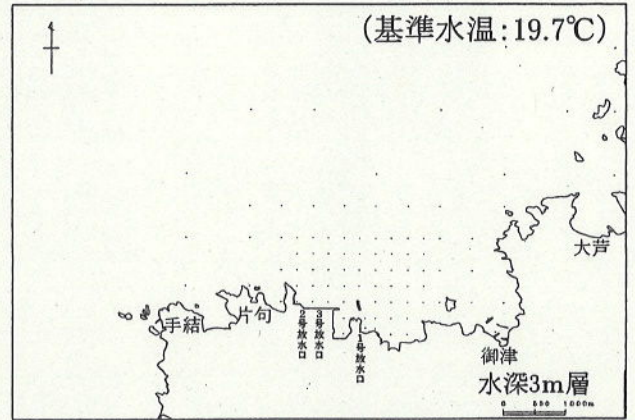 (基準水温:19.7℃)
大芦
手結
片句
2号放水口
3号放水口
1号放水口
御津
水深3m層
0 500 1000m